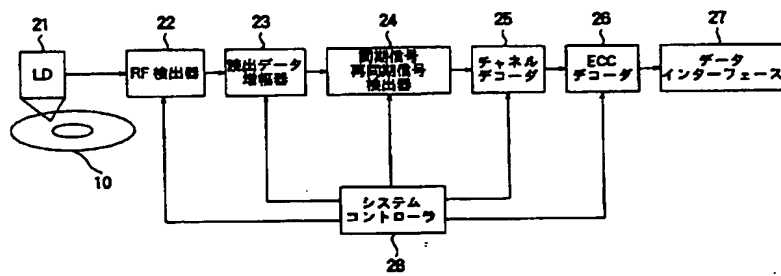 21
22
23
24
25
26
27
LD
RF 検出器
検出データ
増幅器
同期信号
再同期信号
検出器
チャネル
デコーダ
ECC
デコーダ
データ
インターフェース
10
システム
コントローラ
28